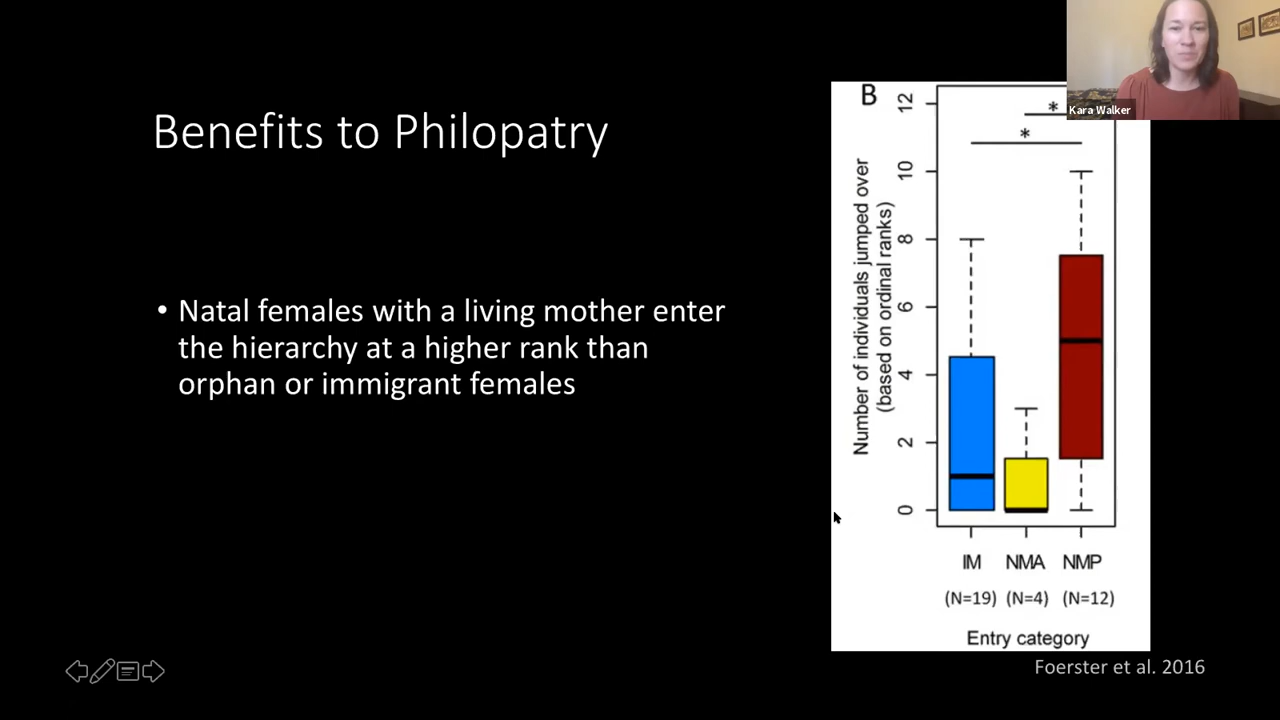 Benefits to Philopatry
• Natal females with a living mother enter
the hierarchy at a higher rank than
orphan or immigrant females
Kara Walker
B
*
*
Number of individuals jumped over
(based on ordinal ranks)
12
10
8
6
4
2
0
IM NMA NMP
(N=19) (N=4) (N=12)
Entry category
Foerster et al. 2016